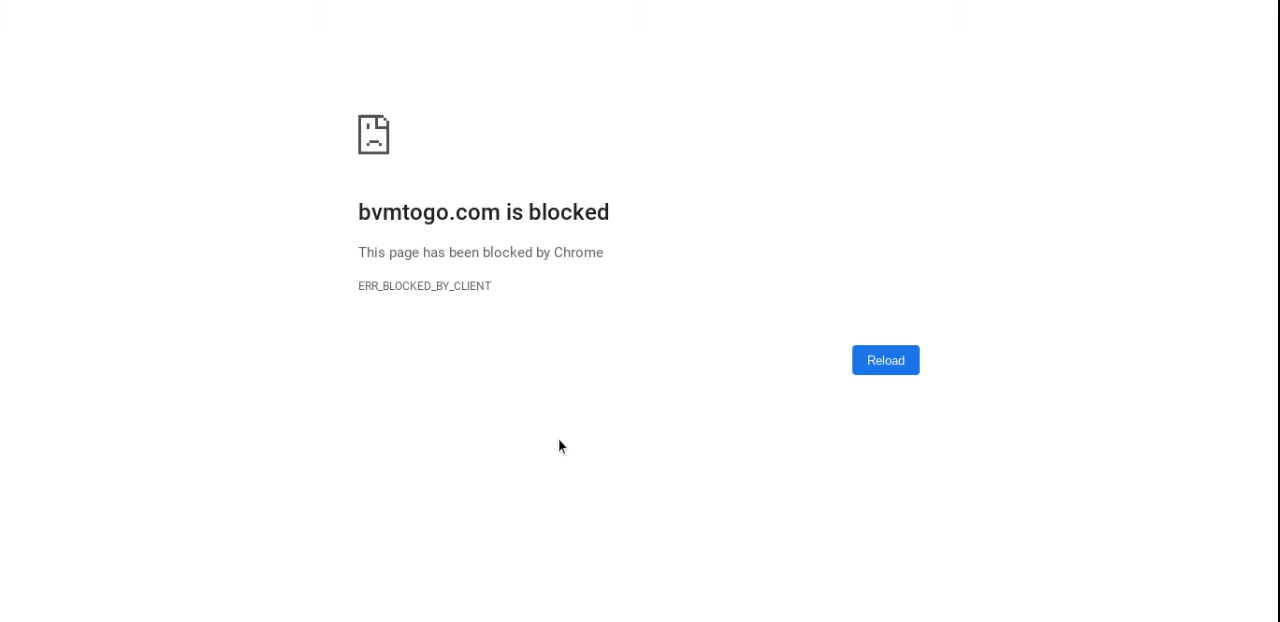 bvmtogo.com is blocked
This page has been blocked by Chrome
ERR_BLOCKED_BY_CLIENT
Reload